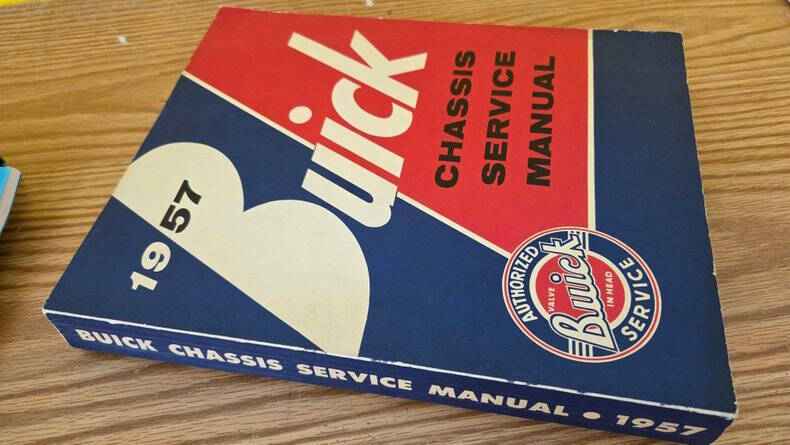 1957
Buick
CHASSIS
SERVICE
MANUAL
AUTHORIZED
VALVE
Buick
IN HEAD
SERVICE
BUICK CHASSIS SERVICE MANUAL • 1957